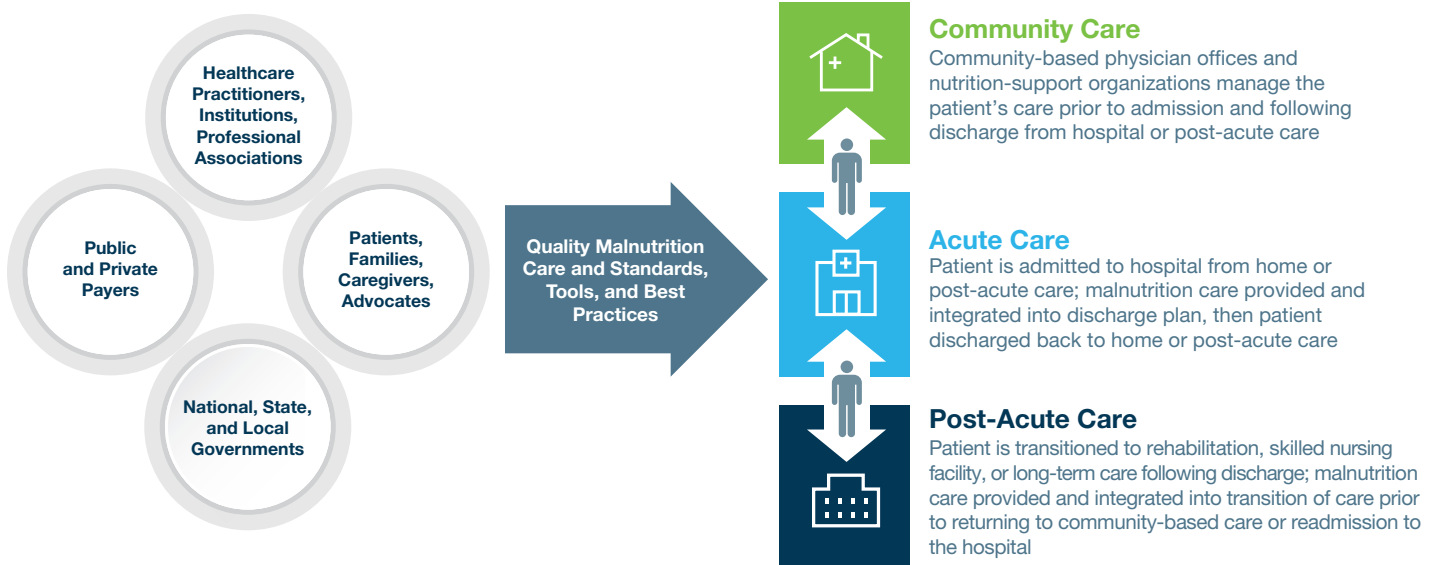 Healthcare
Practitioners,
Institutions,
Professional
Associations
Public
and Private
Payers
Patients,
Families,
Caregivers,
Advocates
National, State,
and Local
Governments
Quality Malnutrition
Care and Standards,
Tools, and Best
Practices
Community Care
Community-based physician offices and
nutrition-support organizations manage the
patient’s care prior to admission and following
discharge from hospital or post-acute care
Acute Care
Patient is admitted to hospital from home or
post-acute care; malnutrition care provided and
integrated into discharge plan, then patient
discharged back to home or post-acute care
Post-Acute Care
Patient is transitioned to rehabilitation, skilled nursing
facility, or long-term care following discharge; malnutrition
care provided and integrated into transition of care prior
to returning to community-based care or readmission to
the hospital